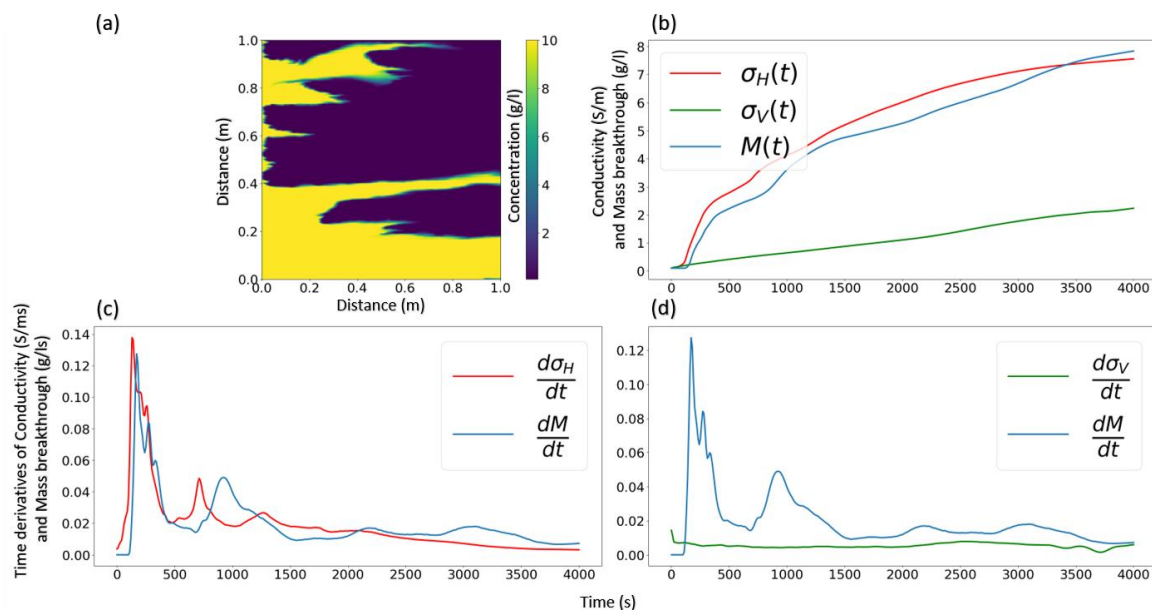 (a)
1.0
0.8
0.6
0.4
0.2
0.0
Distance (m)
0.0 0.2 0.4 0.6 0.8 1.0
Distance (m)
10
8
6
4
2
Concentration (g/l)
(b)
8
7
6
5
4
3
2
1
0
Conductivity (S/m)
and Mass breakthrough (g/l)
σ_H(t)
σ_V(t)
M(t)
0 500 1000 1500 2000 2500 3000 3500 4000
(c)
0.14
0.12
0.10
0.08
0.06
0.04
0.02
0.00
Time derivatives of Conductivity (S/ms)
and Mass breakthrough (g/ls)
dσ_H
dt
dM
dt
0 500 1000 1500 2000 2500 3000 3500 4000
(d)
0.12
0.10
0.08
0.06
0.04
0.02
0.00
dσ_V
dt
dM
dt
0 500 1000 1500 2000 2500 3000 3500 4000
Time (s)